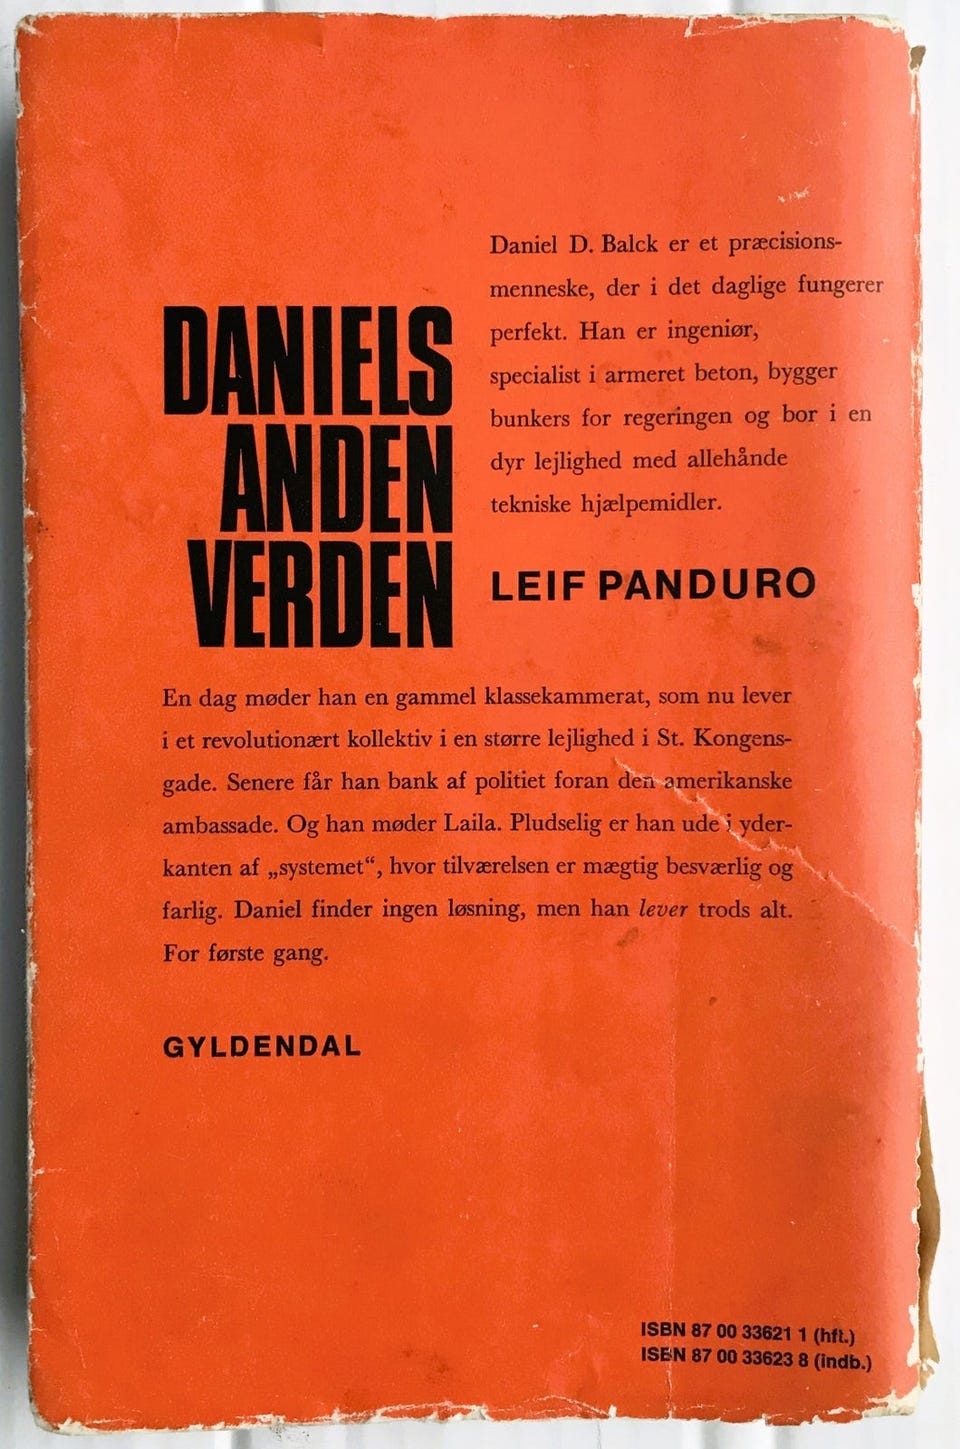 Daniel D. Balck er et præcisions-
menneske, der i det daglige fungerer
perfekt. Han er ingeniør,
specialist i armeret beton, bygger
bunkers for regeringen og bor i en
dyr lejlighed med allehånde
tekniske hjælpemidler.
DANIELS
ANDEN
VERDEN
LEIF PANDURO
En dag møder han en gammel klassekammerat, som nu lever
i et revolutionært kollektiv i en større lejlighed i St. Kongens-
gade. Senere får han bank af politiet foran den amerikanske
ambassade. Og han møder Laila. Pludselig er han ude i yder-
kanten af „systemet“, hvor tilværelsen er mægtig besværlig og
farlig. Daniel finder ingen løsning, men han lever trods alt.
For første gang.
GYLDENDAL
ISBN 87 00 33621 1 (hft.)
ISBN 87 00 33623 8 (indb.)